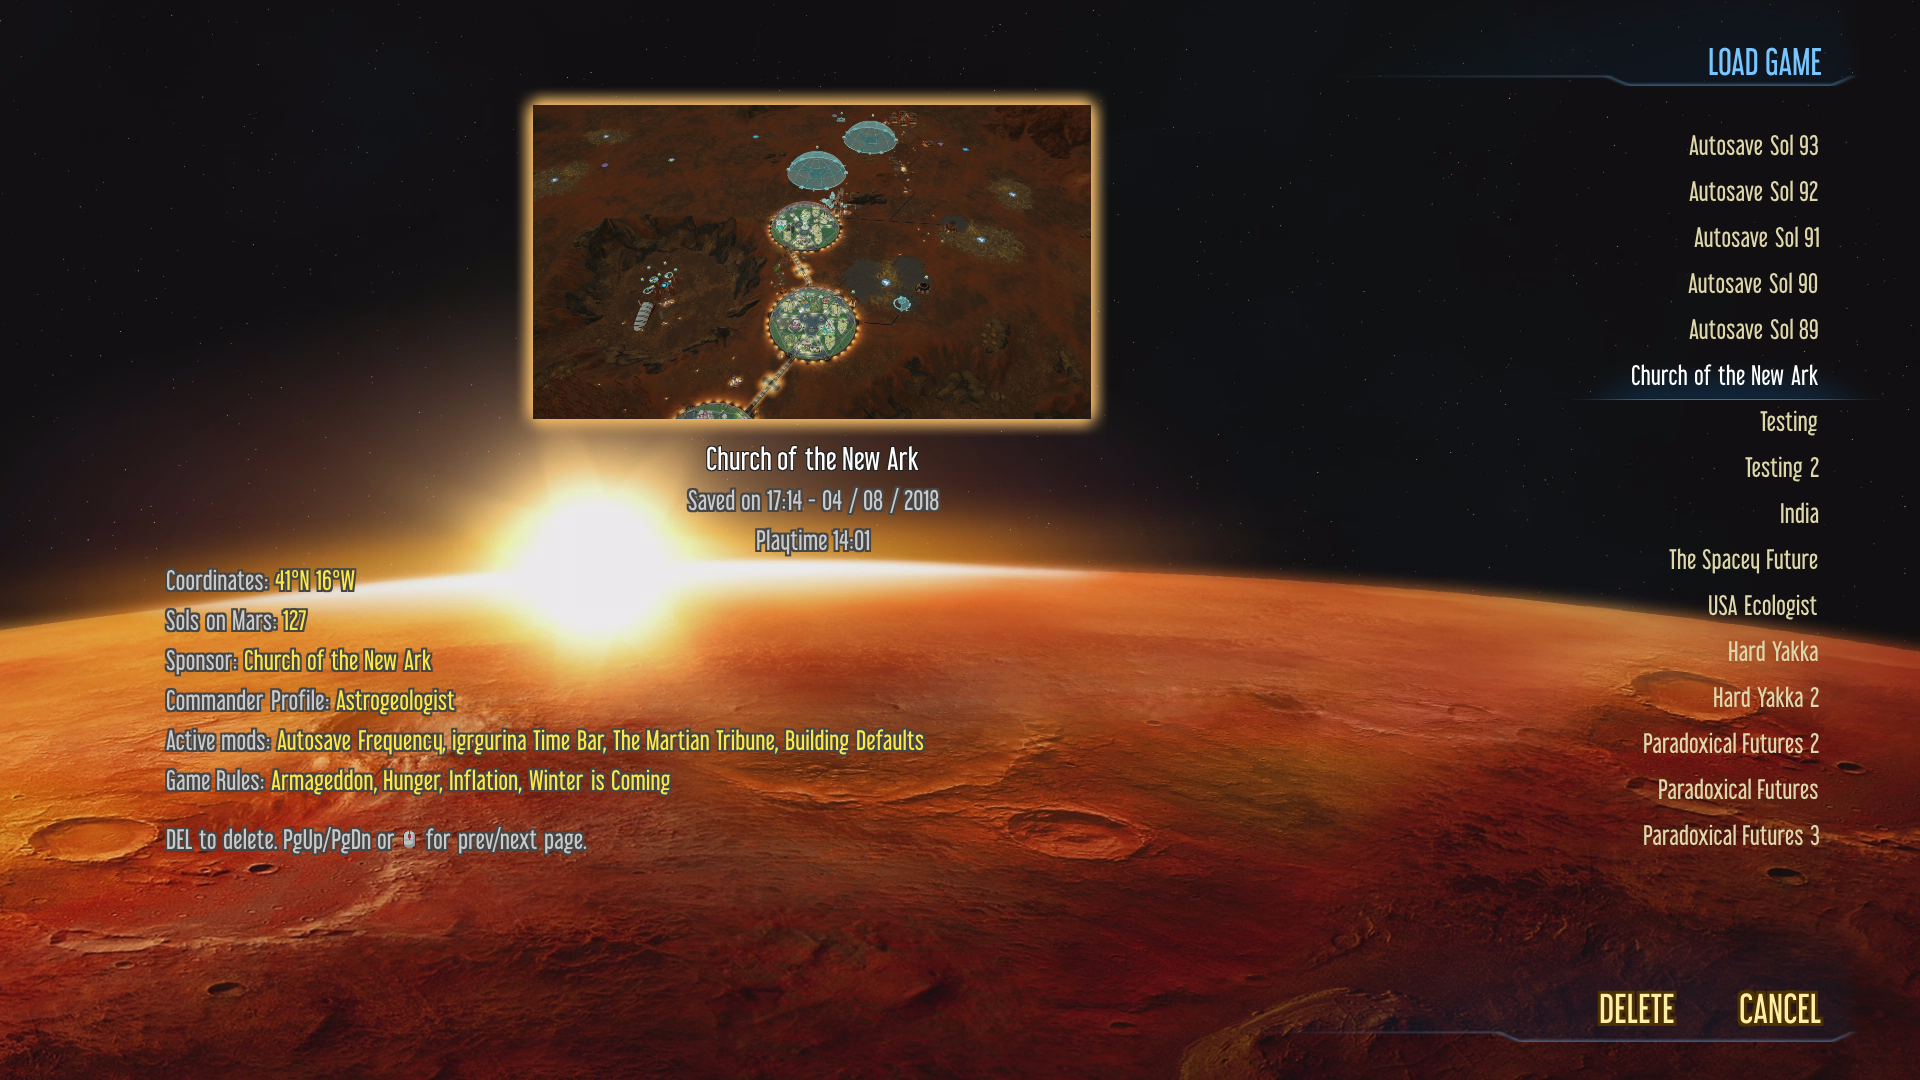 LOAD GAME
Autosave Sol 93
Autosave Sol 92
Autosave Sol 91
Autosave Sol 90
Autosave Sol 89
Church of the New Ark
Testing
Testing 2
India
The Spacey Future
USA Ecologist
Hard Yakka
Hard Yakka 2
Paradoxical Futures 2
Paradoxical Futures
Paradoxical Futures 3
Church of the New Ark
Saved on 17:14 - 04 / 08 / 2018
Playtime 14:01
Coordinates: 41°N 16°W
Sols on Mars: 127
Sponsor: Church of the New Ark
Commander Profile: Astrogeologist
Active mods: Autosave Frequency, igrgurina Time Bar, The Martian Tribune, Building Defaults
Game Rules: Armageddon, Hunger, Inflation, Winter is Coming
DEL to delete. PgUp/PgDn or for prev/next page.
DELETE CANCEL